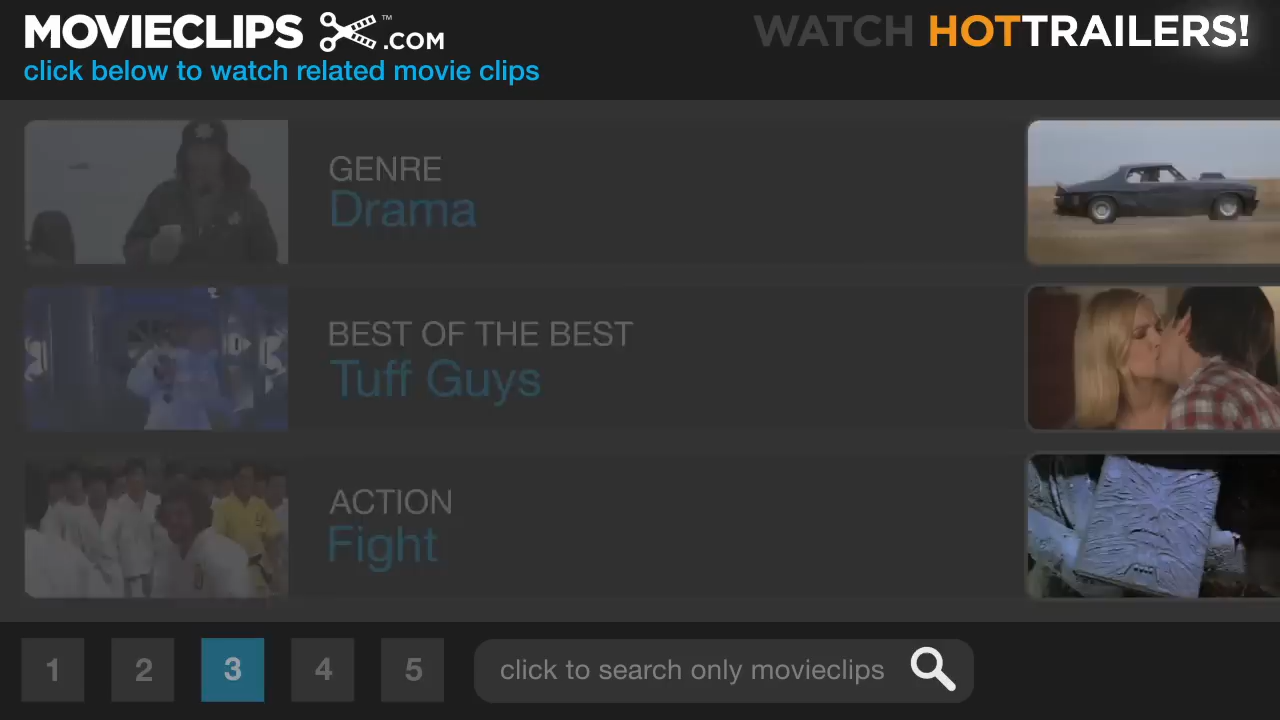 MOVIECLIPS ™ .COM
click below to watch related movie clips
WATCH HOTTRAILERS!
GENRE
Drama
BEST OF THE BEST
Tuff Guys
ACTION
Fight
1 2 3 4 5
click to search only movieclips